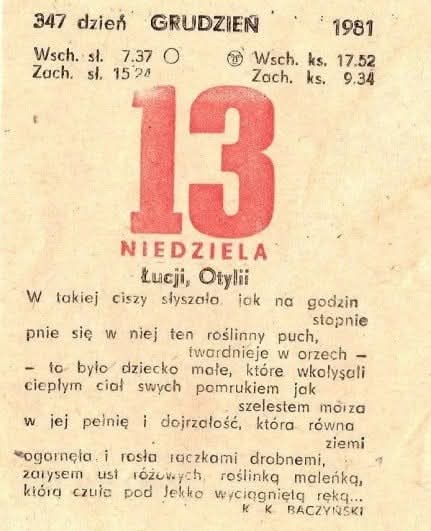 347 dzień GRUDZIEŃ 1981
Wsch. sł. 7.37 Wsch. ks. 17.52
Zach. sł. 15 24 Zach. ks. 9.34
13
NIEDZIELA
Łucji, Otylii
W takiej ciszy słyszała, jak na godzin
stopnie
pnie się w niej ten roślinny puch,
twardnieje w orzech –
– to było dziecko małe, które wkołysali
ciepłym ciał swych pomrukiem jak
szelestem morza
w jej pełnię i dojrzałość, która równa
ziemi
ogarnęła i rosła rączkami drobnemi,
zarysem ust różowych, roślinką maleńką,
którą czuła pod lekko wyciągniętą ręką...
K. K. BACZYŃSKI